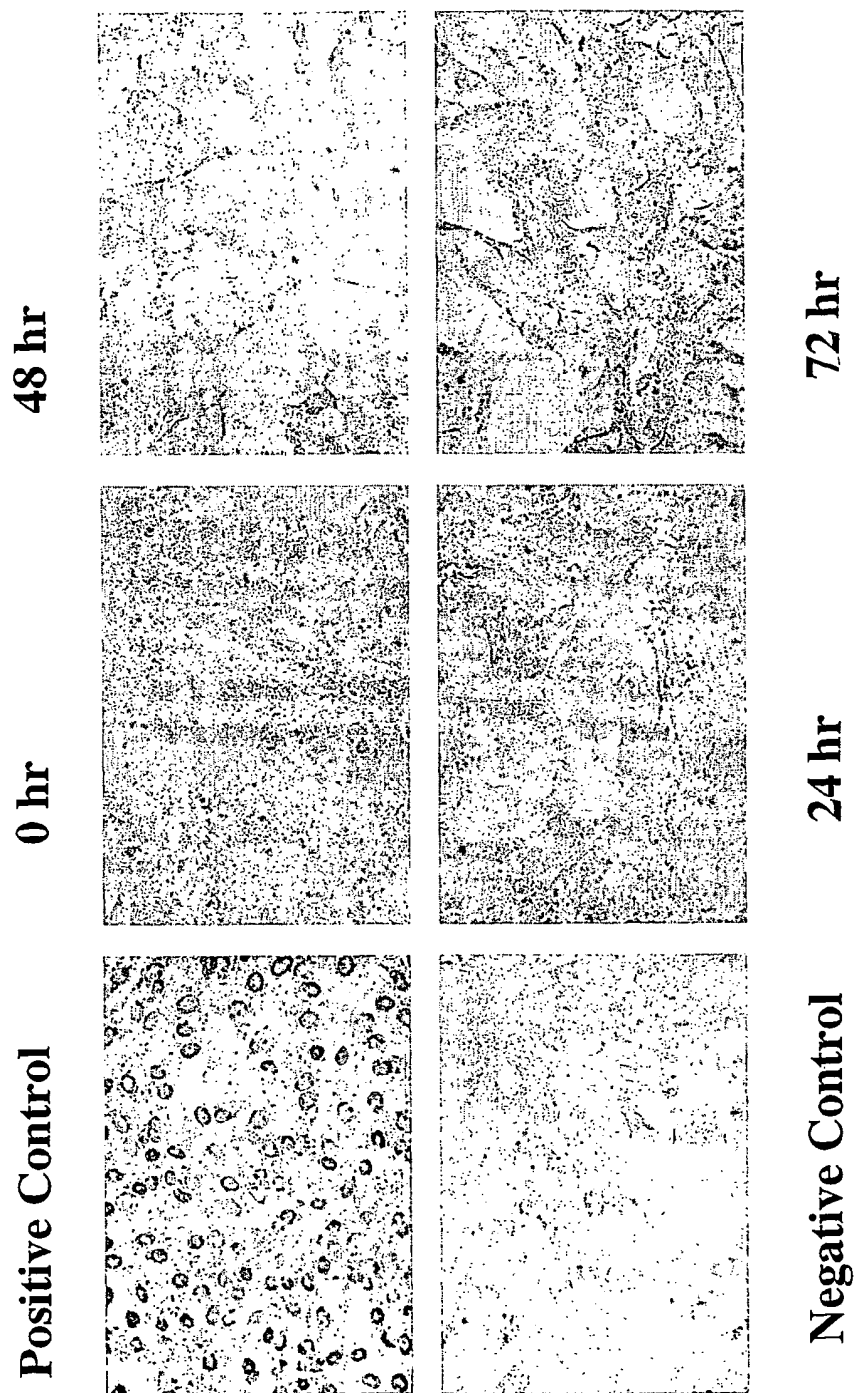 Positive Control
0 hr
48 hr
Negative Control
24 hr
72 hr